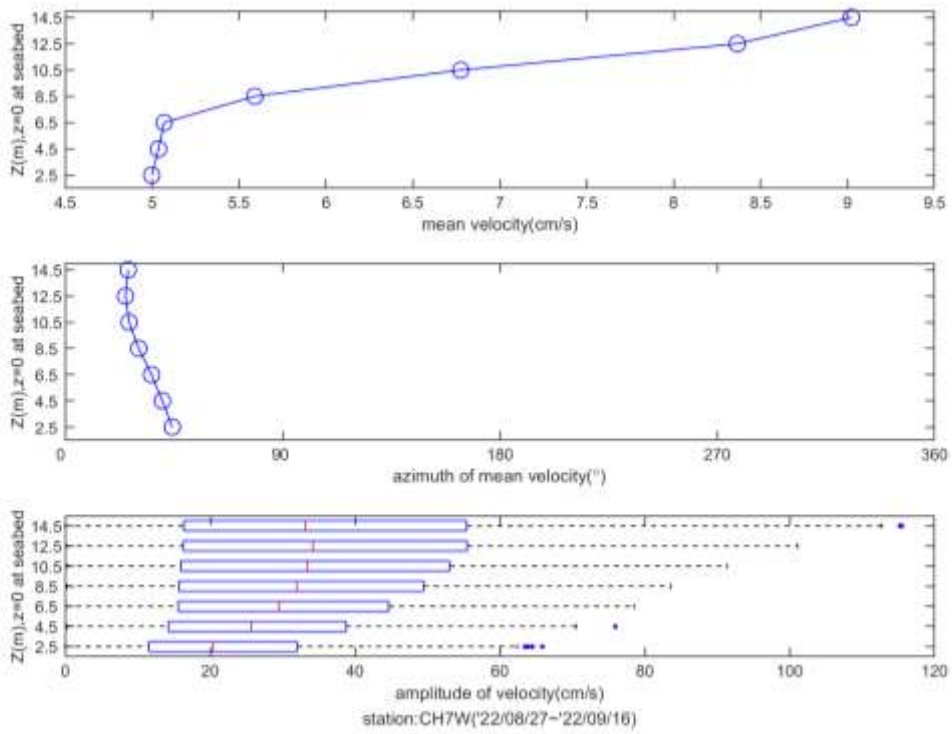 14.5
12.5
10.5
8.5
6.5
4.5
2.5
Z(m),z=0 at seabed
4.5 5 5.5 6 6.5 7 7.5 8 8.5 9 9.5
mean velocity(cm/s)
14.5
12.5
10.5
8.5
6.5
4.5
2.5
Z(m),z=0 at seabed
0 90 180 270 360
azimuth of mean velocity(°)
14.5
12.5
10.5
8.5
6.5
4.5
2.5
Z(m),z=0 at seabed
0 20 40 60 80 100 120
amplitude of velocity(cm/s)
station:CH7W('22/08/27~'22/09/16)